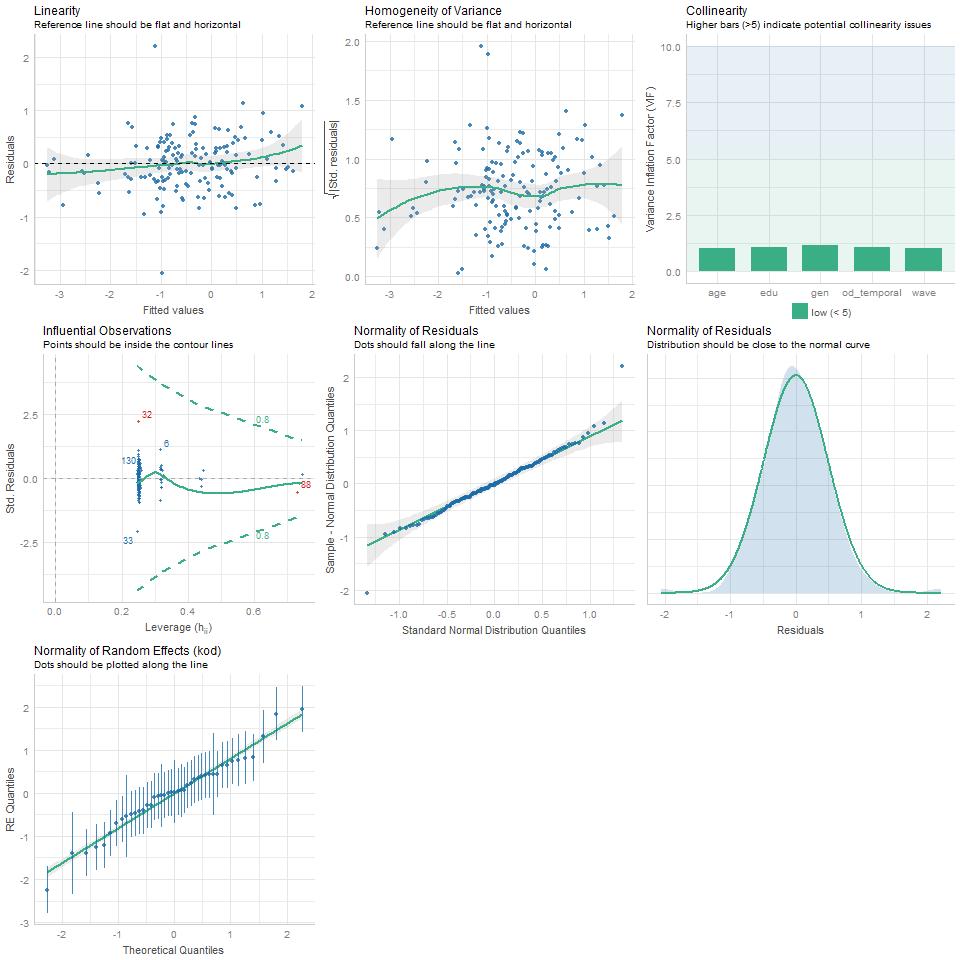 Linearity
Reference line should be flat and horizontal
Residuals
2
1
0
-1
-2
-3
-2
-1
0
1
2
Fitted values
Homogeneity of Variance
Reference line should be flat and horizontal
√|Std. residuals|
2.0
1.5
1.0
0.5
0.0
-3
-2
-1
0
1
2
Fitted values
Collinearity
Higher bars (>5) indicate potential collinearity issues
Variance Inflation Factor (VIF)
10.0
7.5
5.0
2.5
0.0
age
edu
gen
od_temporal
wave
low (< 5)
Influential Observations
Points should be inside the contour lines
Std. Residuals
2.5
0.0
-2.5
32
6
130
88
33
0.8
0.8
0.0
0.2
0.4
0.6
Leverage (hii)
Normality of Residuals
Dots should fall along the line
Sample - Normal Distribution Quantiles
2
1
0
-1
-2
-1.0
-0.5
0.0
0.5
1.0
Standard Normal Distribution Quantiles
Normality of Residuals
Distribution should be close to the normal curve
-2
-1
0
1
2
Residuals
Normality of Random Effects (kod)
Dots should be plotted along the line
RE Quantiles
2
1
0
-1
-2
-3
-2
-1
0
1
2
Theoretical Quantiles